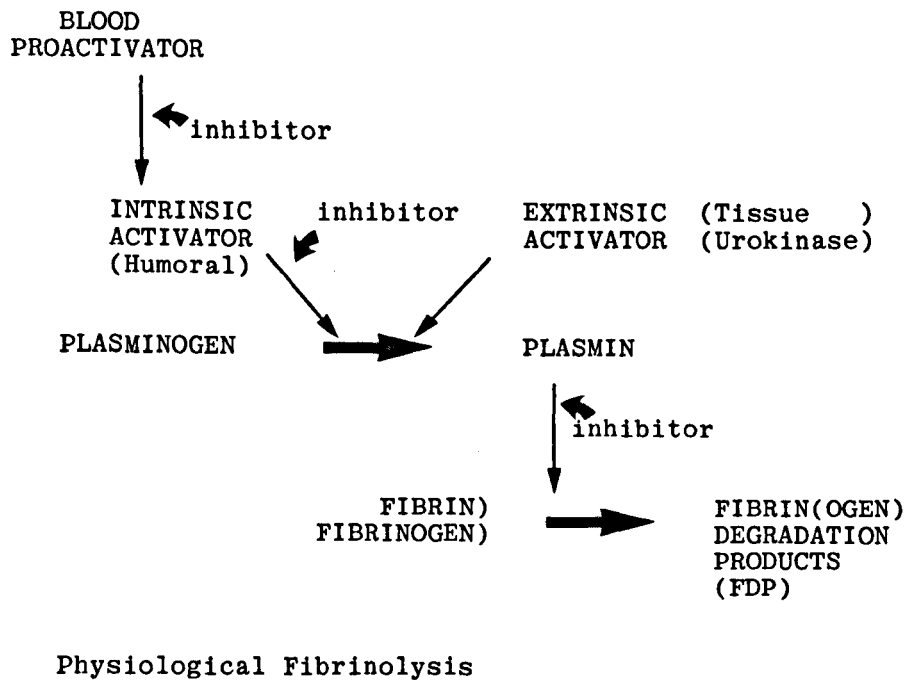 BLOOD
PROACTIVATOR
inhibitor
INTRINSIC
ACTIVATOR
(Humoral)
inhibitor
EXTRINSIC (Tissue )
ACTIVATOR (Urokinase)
PLASMINOGEN
PLASMIN
inhibitor
FIBRIN)
FIBRINOGEN)
FIBRIN(OGEN)
DEGRADATION
PRODUCTS
(FDP)
Physiological Fibrinolysis